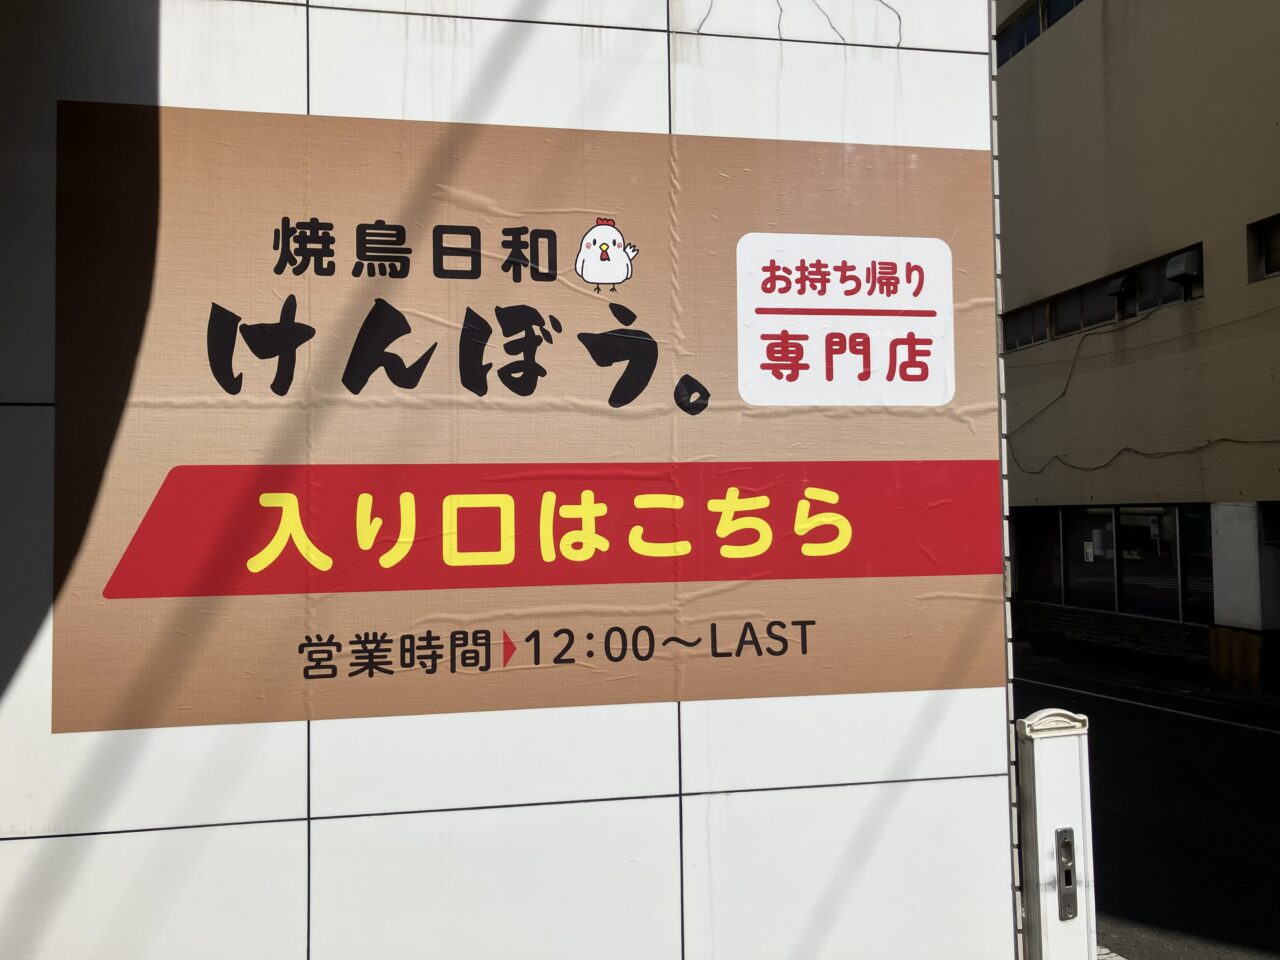 焼鳥日和
けんぼう。
お持ち帰り
専門店
入り口はこちら
営業時間 12:00～LAST